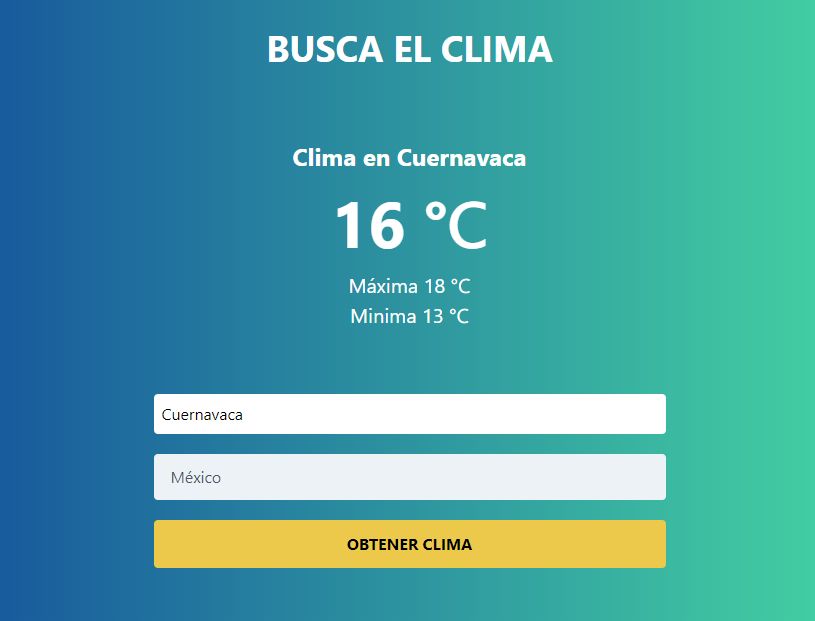 BUSCA EL CLIMA
Clima en Cuernavaca
16 °C
Máxima 18 °C
Minima 13 °C
Cuernavaca
México
OBTENER CLIMA